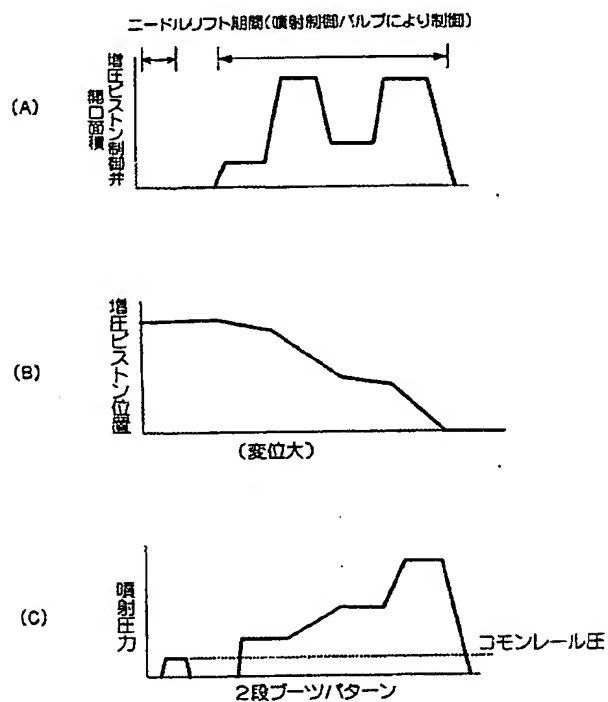 ニードルリフト期間(噴射制御バルブにより制御)
(A)
増圧ピストン制御弁
開口面積
(B)
増圧ピストン位置
(変位大)
(C)
噴射圧力
コモンレール圧
2段ブーツパターン